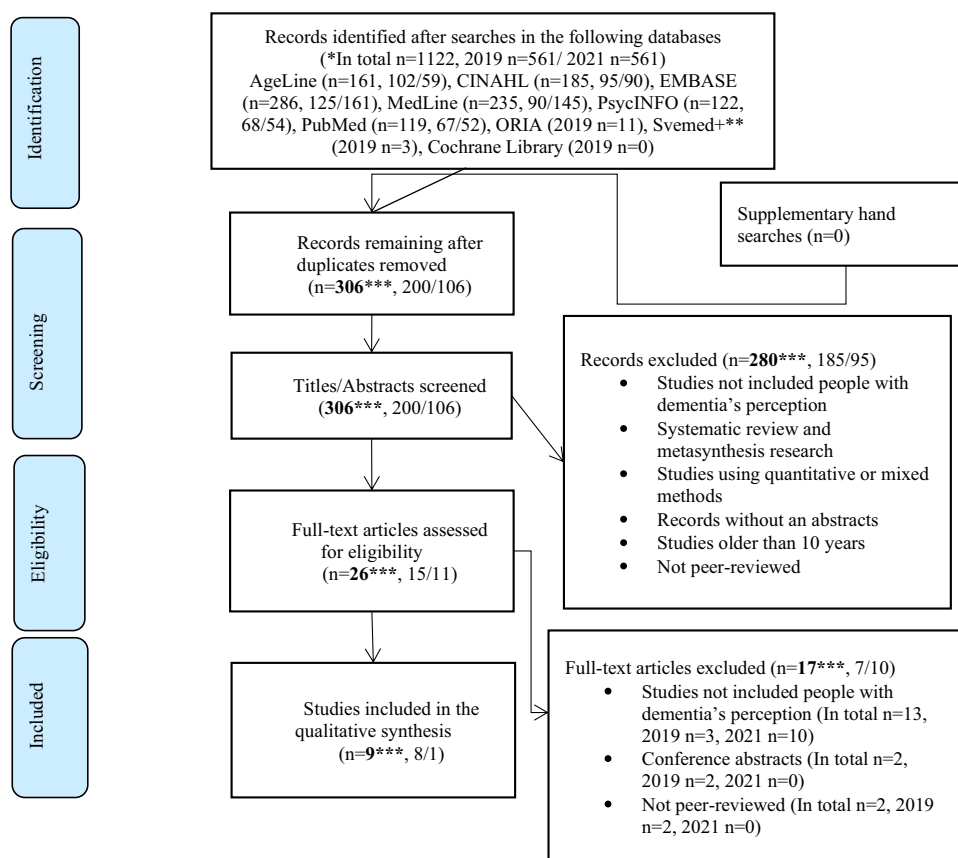 Identification
Records identified after searches in the following databases
(*In total n=1122, 2019 n=561/ 2021 n=561)
AgeLine (n=161, 102/59), CINAHL (n=185, 95/90), EMBASE
(n=286, 125/161), MedLine (n=235, 90/145), PsycINFO (n=122,
68/54), PubMed (n=119, 67/52), ORIA (2019 n=11), Svemed+**
(2019 n=3), Cochrane Library (2019 n=0)
Supplementary hand
searches (n=0)
Screening
Records remaining after
duplicates removed
(n=306***, 200/106)
Titles/Abstracts screened
(306***, 200/106)
Records excluded (n=280***, 185/95)
• Studies not included people with
dementia’s perception
• Systematic review and
metasynthesis research
• Studies using quantitative or mixed
methods
• Records without an abstracts
• Studies older than 10 years
• Not peer-reviewed
Eligibility
Full-text articles assessed
for eligibility
(n=26***, 15/11)
Full-text articles excluded (n=17***, 7/10)
• Studies not included people with
dementia’s perception (In total n=13,
2019 n=3, 2021 n=10)
• Conference abstracts (In total n=2,
2019 n=2, 2021 n=0)
• Not peer-reviewed (In total n=2, 2019
n=2, 2021 n=0)
Included
Studies included in the
qualitative synthesis
(n=9***, 8/1)